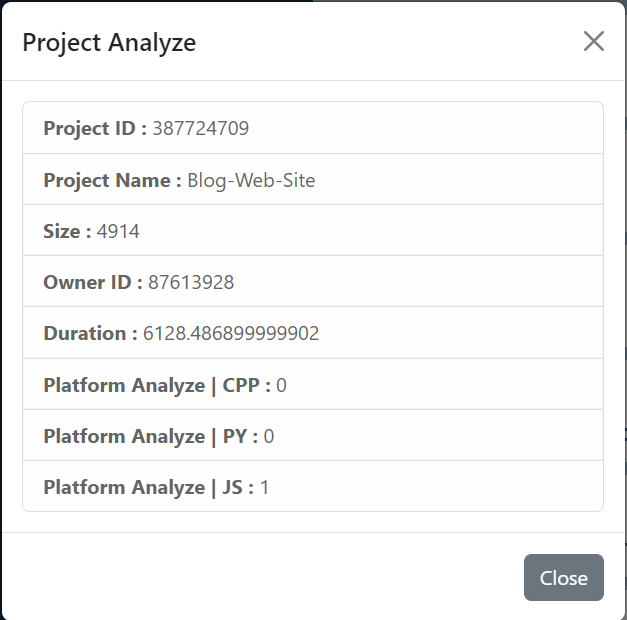 Project Analyze
Project ID : 387724709
Project Name : Blog-Web-Site
Size : 4914
Owner ID : 87613928
Duration : 6128.486899999902
Platform Analyze | CPP : 0
Platform Analyze | PY : 0
Platform Analyze | JS : 1
Close